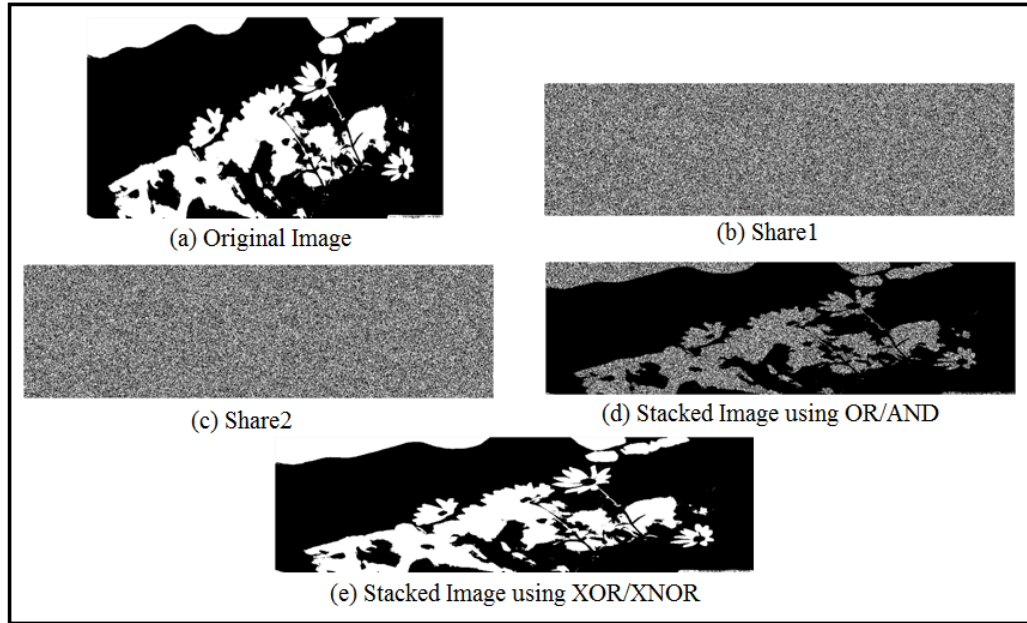 (a) Original Image
(b) Share1
(c) Share2
(d) Stacked Image using OR/AND
(e) Stacked Image using XOR/XNOR